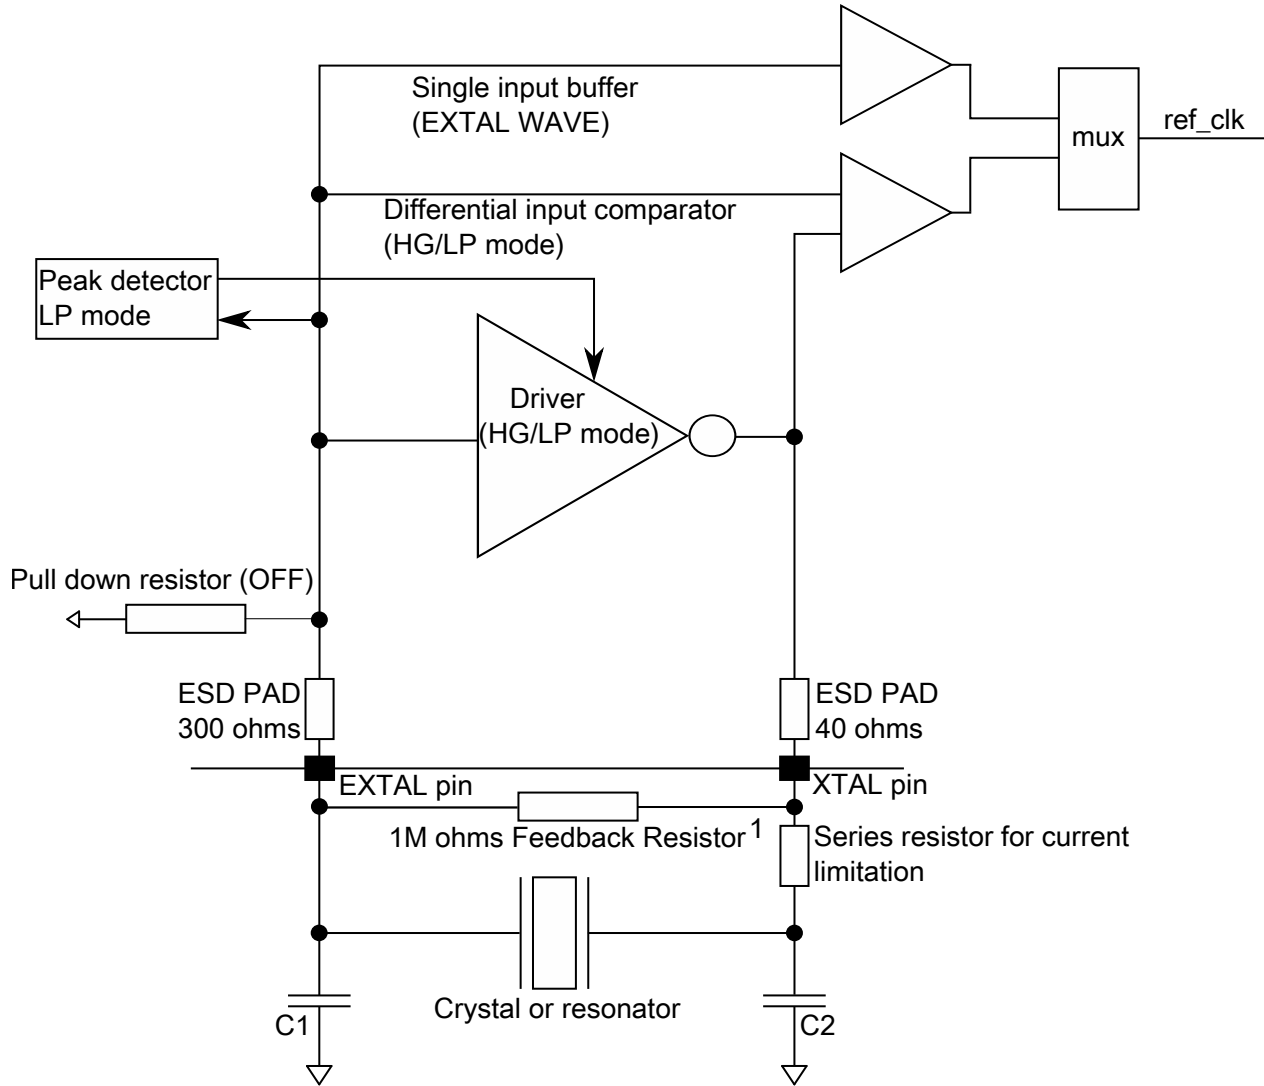 Single input buffer
(EXTAL WAVE)
ref_clk
mux
Differential input comparator
(HG/LP mode)
Peak detector
LP mode
Driver
(HG/LP mode)
Pull down resistor (OFF)
ESD PAD
300 ohms
ESD PAD
40 ohms
EXTAL pin
XTAL pin
1M ohms Feedback Resistor 1
Series resistor for current
limitation
Crystal or resonator
C1
C2